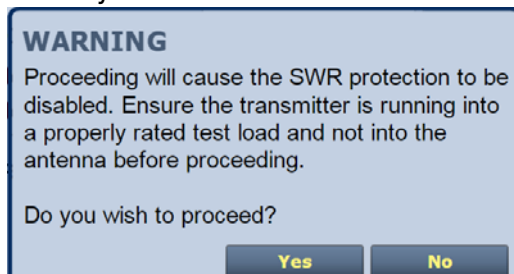 WARNING
Proceeding will cause the SWR protection to be
disabled. Ensure the transmitter is running into
a properly rated test load and not into the
antenna before proceeding.
Do you wish to proceed?
Yes No